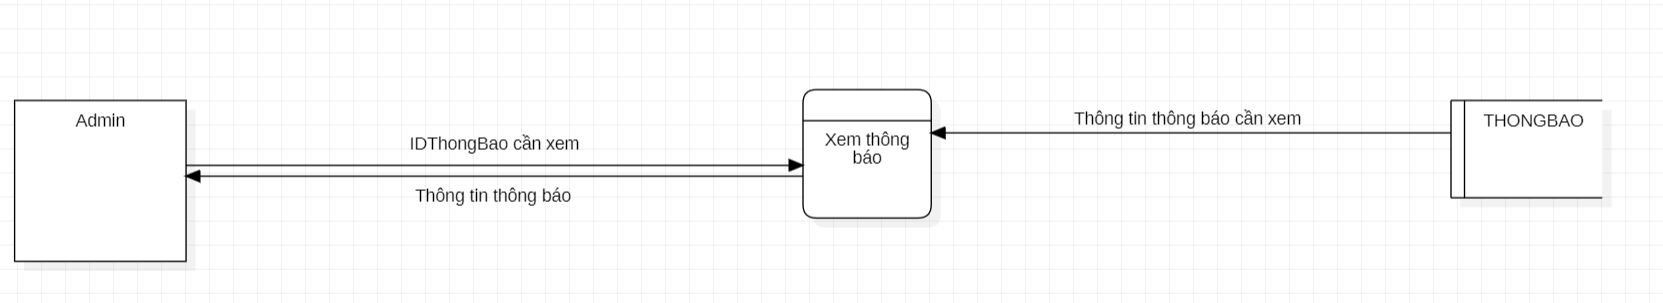 Admin
IDThongBao cần xem
Thông tin thông báo
Xem thông
báo
Thông tin thông báo cần xem
THONGBAO